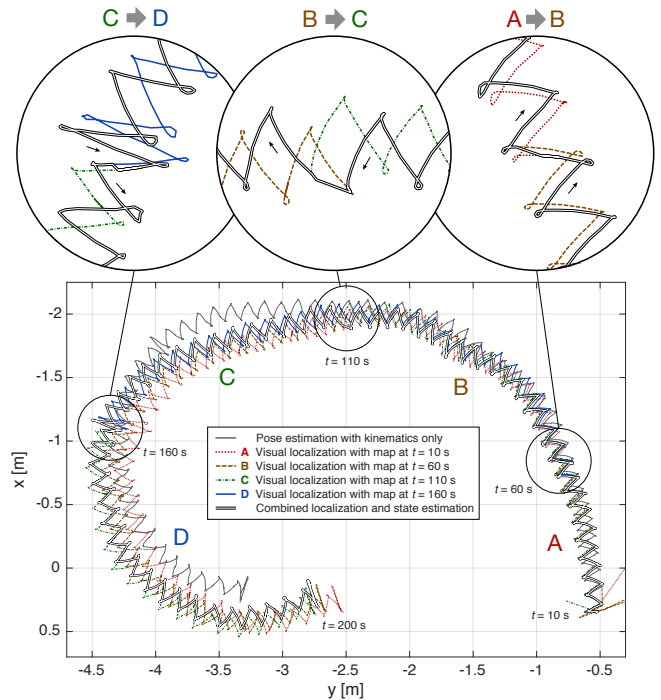 C D
B C
A B
t = 110 s
C
B
t = 160 s
t = 60 s
Pose estimation with kinematics only
A Visual localization with map at t = 10 s
B Visual localization with map at t = 60 s
C Visual localization with map at t = 110 s
D Visual localization with map at t = 160 s
Combined localization and state estimation
D
A
t = 10 s
t = 200 s
-2
-1.5
-1
-0.5
0
0.5
x [m]
-4.5 -4 -3.5 -3 -2.5 -2 -1.5 -1 -0.5
y [m]